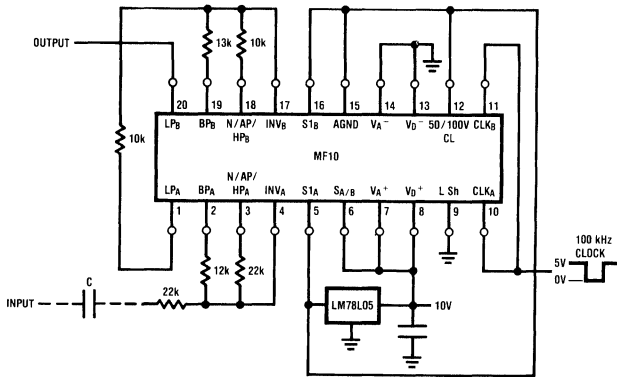 13k
10k
OUTPUT
20 19 18 17 16 15 14 13 12 11
LPB BPB N/AP/ HPB INVB S1B AGND VA− VD− 50/100V CL CLKB
10k
MF10
LPA BPA N/AP/ HPA INVA S1A SA/B VA+ VD+ L Sh CLKA
1 2 3 4 5 6 7 8 9 10
100 kHz
CLOCK
5V
0V
12k
22k
C
INPUT
22k
LM78L05
10V